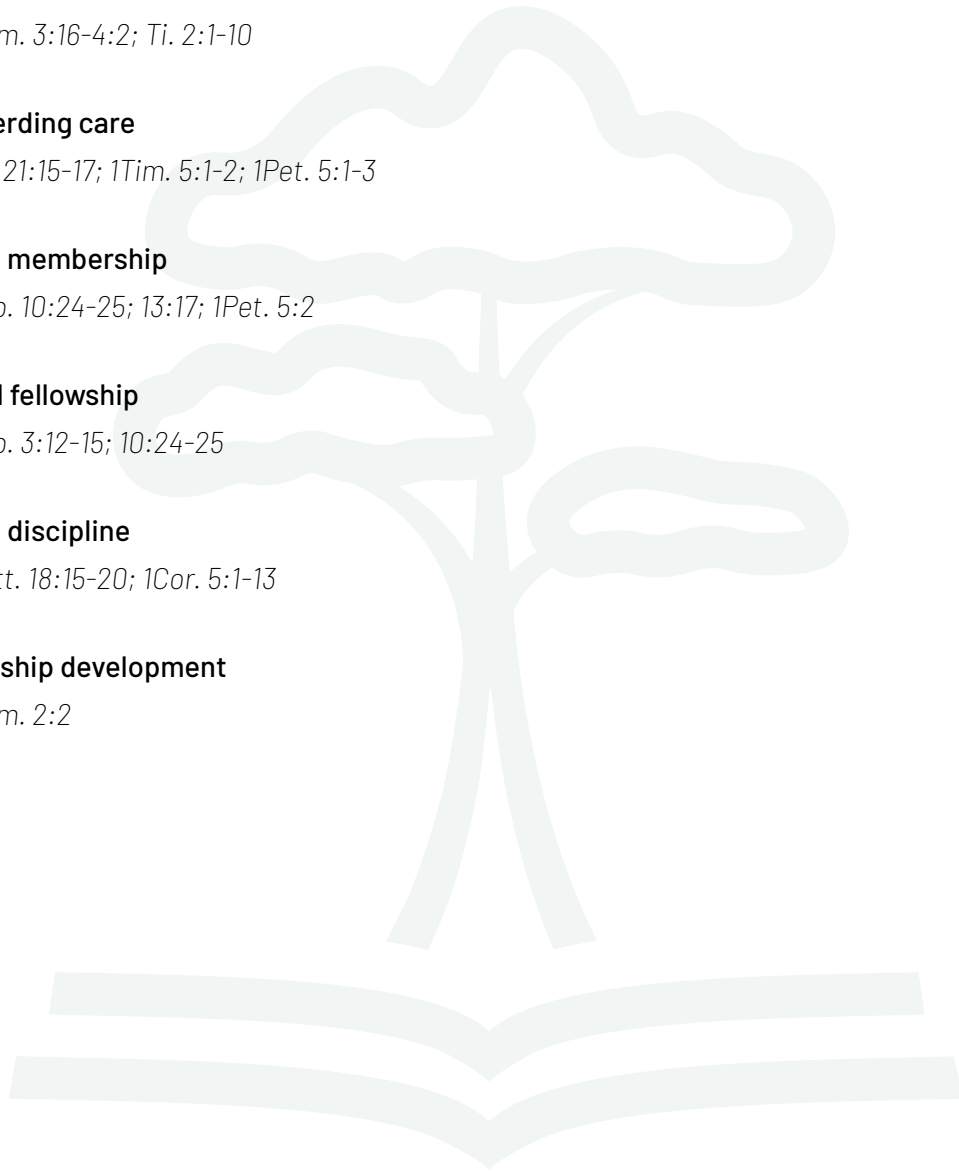 m. 3:16-4:2; Ti. 2:1-10
erding care
21:15-17; 1Tim. 5:1-2; 1Pet. 5:1-3
membership
. 10:24-25; 13:17; 1Pet. 5:2
fellowship
. 3:12-15; 10:24-25
discipline
t. 18:15-20; 1Cor. 5:1-13
ship development
m. 2:2